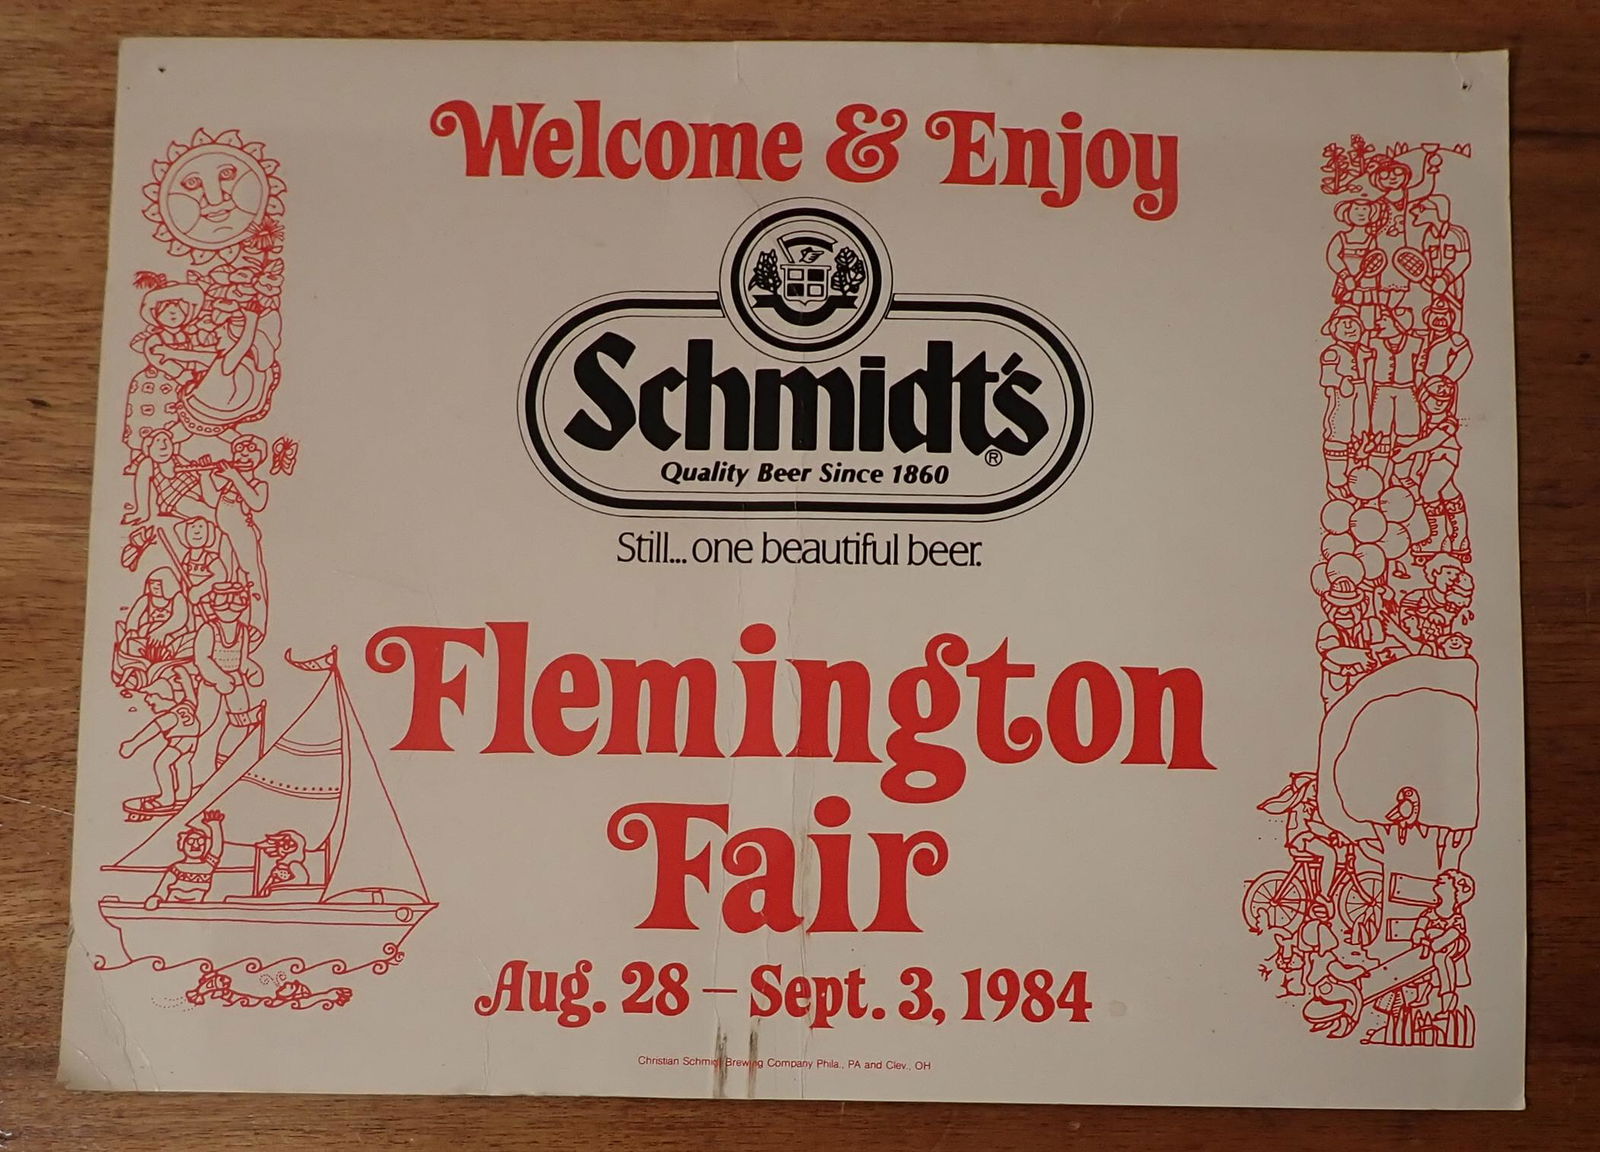 Welcome & Enjoy
Schmidt's®
Quality Beer Since 1860
Still... one beautiful beer.
Flemington
Fair
Aug. 28 – Sept. 3, 1984
Christian Schmidt Brewing Company Phila., PA and Clev., OH
3